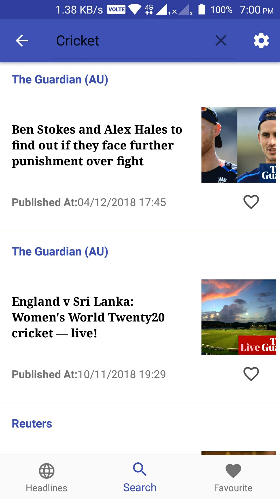 1.38 KB/s VOLTE 4G 100% 7:00 PM
Cricket
The Guardian (AU)
Ben Stokes and Alex Hales to
find out if they face further
punishment over fight
Published At:04/12/2018 17:45
The Guardian (AU)
England v Sri Lanka:
Women's World Twenty20
cricket — live!
Live
Published At:10/11/2018 19:29
Reuters
Headlines
Search
Favourite